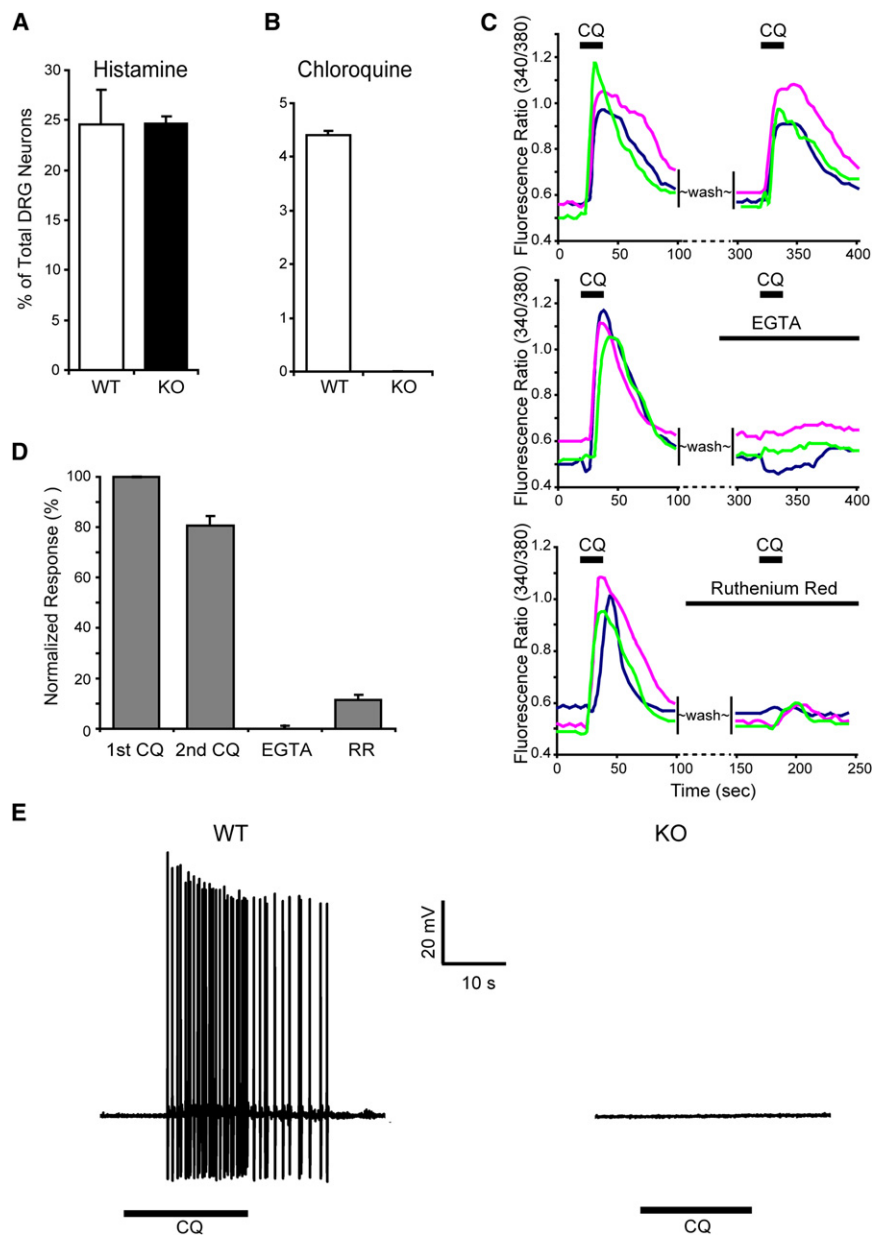 A
Histamine
% of Total DRG Neurons
30
25
20
15
10
5
0
WT
KO
B
Chloroquine
5
4
3
2
1
0
WT
KO
C
CQ
CQ
Fluorescence Ratio (340/380)
1.2
1.0
0.8
0.6
0.4
~wash~
0
50
100
300
350
400
CQ
CQ
EGTA
Fluorescence Ratio (340/380)
1.2
1.0
0.8
0.6
0.4
~wash~
0
50
100
300
350
400
CQ
CQ
Ruthenium Red
Fluorescence Ratio (340/380)
1.2
1.0
0.8
0.6
0.4
~wash~
0
50
100
150
200
250
Time (sec)
D
Normalized Response (% )
100
80
60
40
20
0
1st CQ
2nd CQ
EGTA
RR
E
WT
KO
20 mV
10 s
CQ
CQ